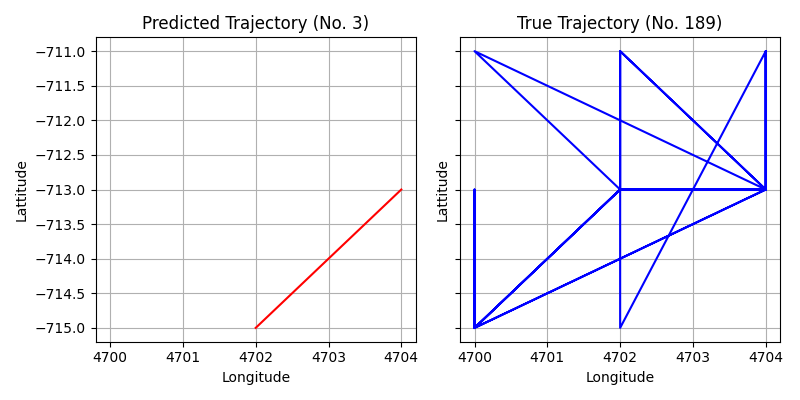 Predicted Trajectory (No. 3)
True Trajectory (No. 189)
Lattitude
−711.0
−711.5
−712.0
−712.5
−713.0
−713.5
−714.0
−714.5
−715.0
4700 4701 4702 4703 4704
Longitude
Lattitude
4700 4701 4702 4703 4704
Longitude